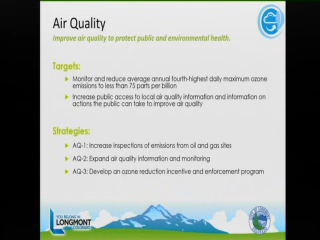 Air Quality
Improve air quality to protect public and environmental health.
Targets:
Monitor and reduce average annual fourth-highest daily maximum ozone
emissions to less than 75 parts per billion
Increase public access to local air quality information and information on
actions the public can take to improve air quality
Strategies:
AQ-1: Increase inspections of emissions from oil and gas sites
AQ-2: Expand air quality information and monitoring
AQ-3: Develop an ozone reduction incentive and enforcement program
YOU BELONG IN
LONGMONT
COLORADO